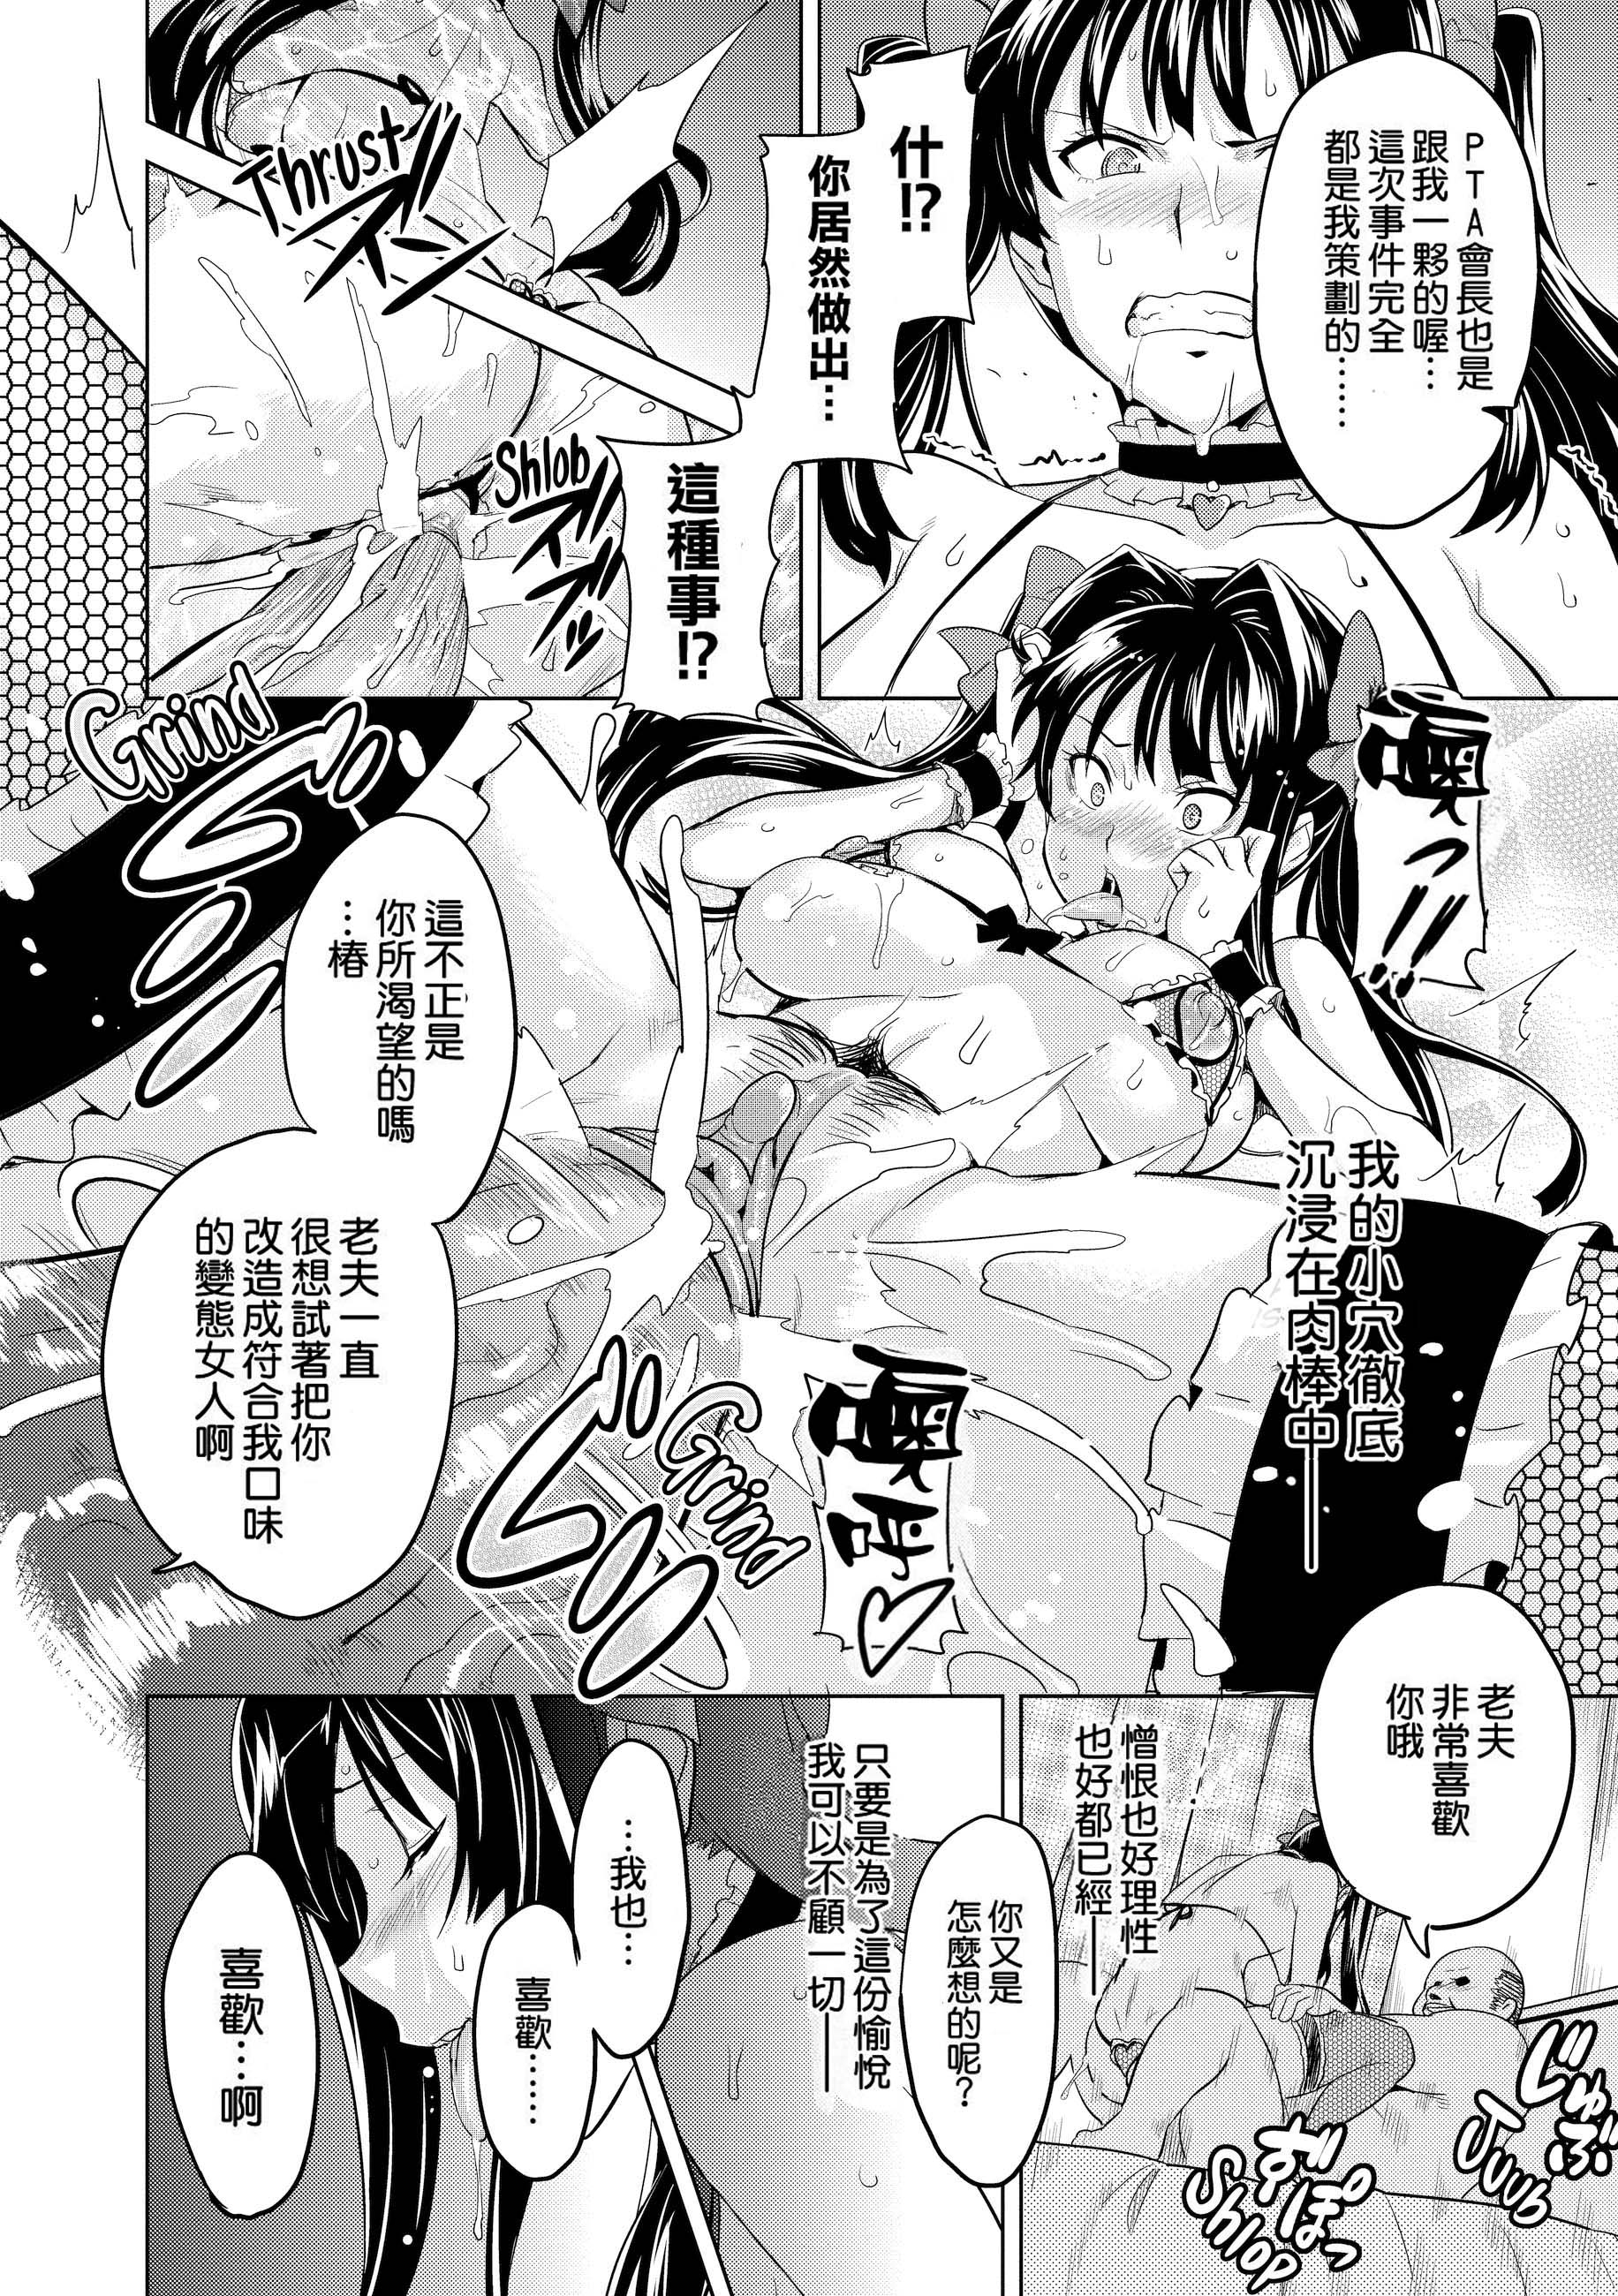 PTA會長也是
跟我一夥的喔…
這次事件完全
都是我策劃的……
什!?
你居然做出…
這種事!?
Thrust
ズン
Shlob
ズズッ
噢っ!!
Grind
這不正是
你所渴望的嗎
…椿
老夫一直
很想試著把你
改造成符合我口味
的變態女人啊
我的小穴徹底
沉浸在肉棒中——
噢
Grind
老夫
非常喜歡
你哦
憎恨也好理性
也好都已經——
じゅぶ
Juub
ずぽっ
Shlop
你又是
怎麼想的呢?
只要是為了這份愉悅
我可以不顧一切——
…我也…
喜歡……
喜歡…啊